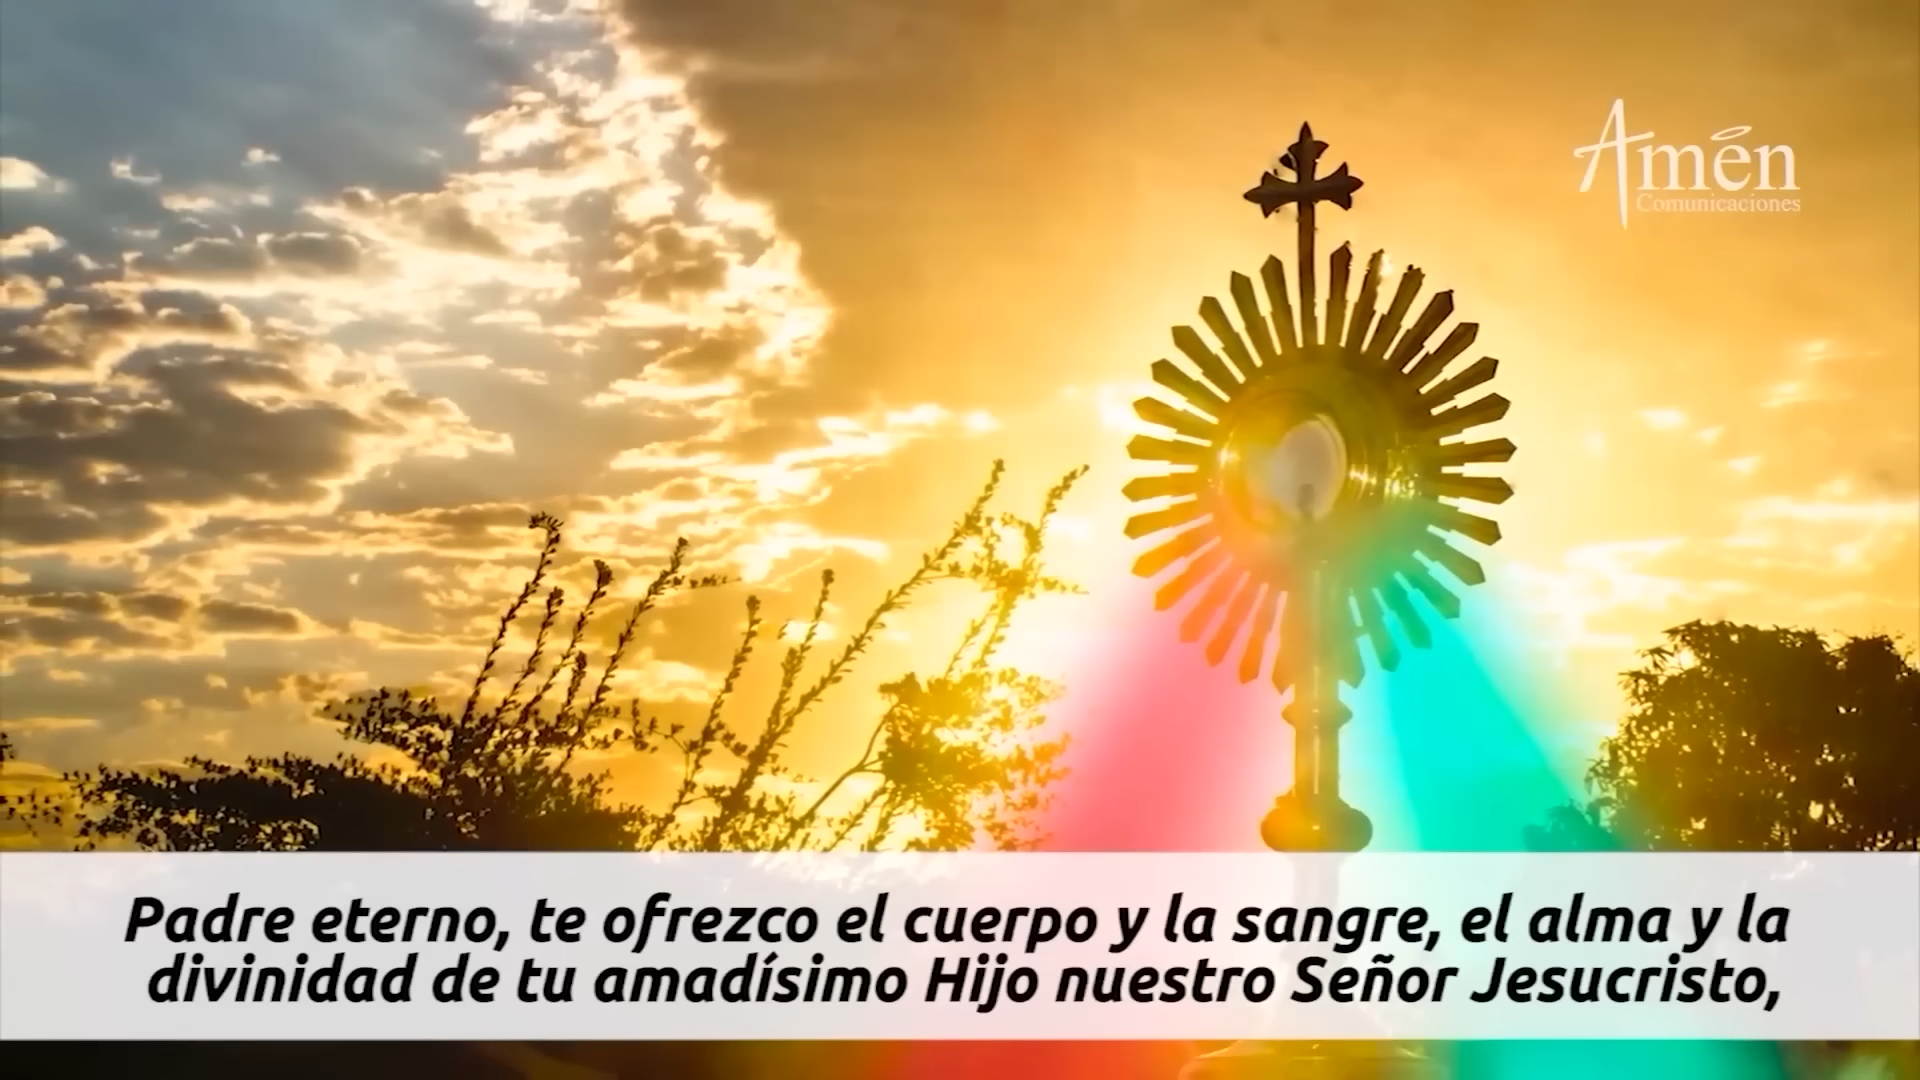 Amén
Comunicaciones
Padre eterno, te ofrezco el cuerpo y la sangre, el alma y la
divinidad de tu amadísimo Hijo nuestro Señor Jesucristo,